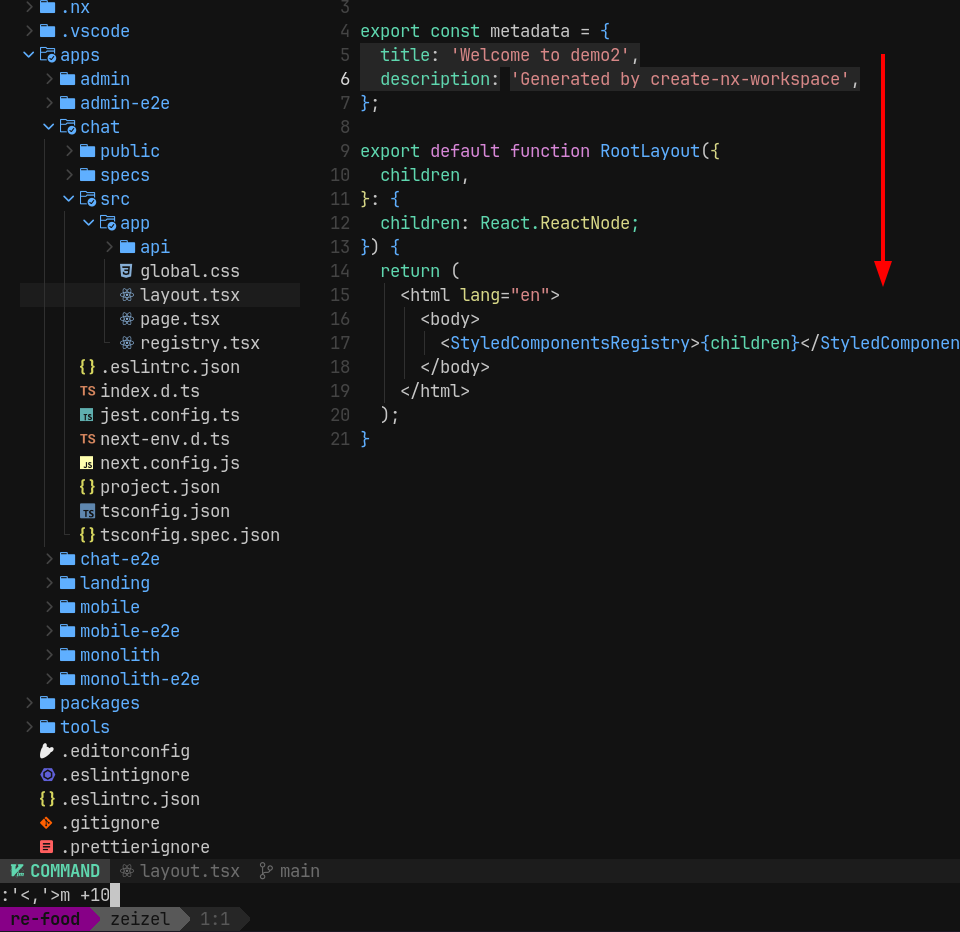 .nx
.vscode
apps
admin
admin-e2e
chat
public
specs
src
app
api
global.css
layout.tsx
page.tsx
registry.tsx
{} .eslintrc.json
TS index.d.ts
TS jest.config.ts
TS next-env.d.ts
JS next.config.js
{} project.json
TS tsconfig.json
{} tsconfig.spec.json
chat-e2e
landing
mobile
mobile-e2e
monolith
monolith-e2e
packages
tools
.editorconfig
.eslintignore
{} .eslintrc.json
.gitignore
.prettierignore
3
4 export const metadata = {
5   title: 'Welcome to demo2',
6   description: 'Generated by create-nx-workspace',
7 };
8
9 export default function RootLayout({
10   children,
11 }: {
12   children: React.ReactNode;
13 }) {
14   return (
15     <html lang="en">
16       <body>
17         <StyledComponentsRegistry>{children}</StyledComponen
18       </body>
19     </html>
20   );
21 }
COMMAND layout.tsx main
:'<,'>m +10
re-food zeizel 1:1